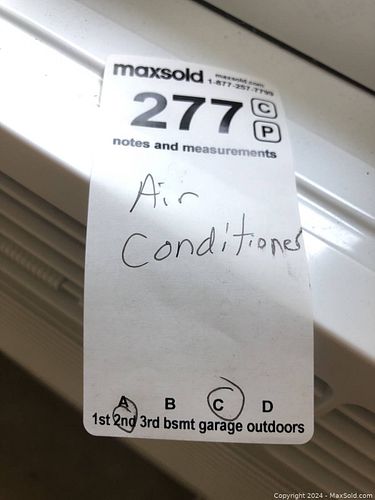 maxsold maxsold.com
1-877-257-7799
277 C
P
notes and measurements
Air
Conditioner
A B C D
1st 2nd 3rd bsmt garage outdoors
Copyright 2024 - MaxSold.com